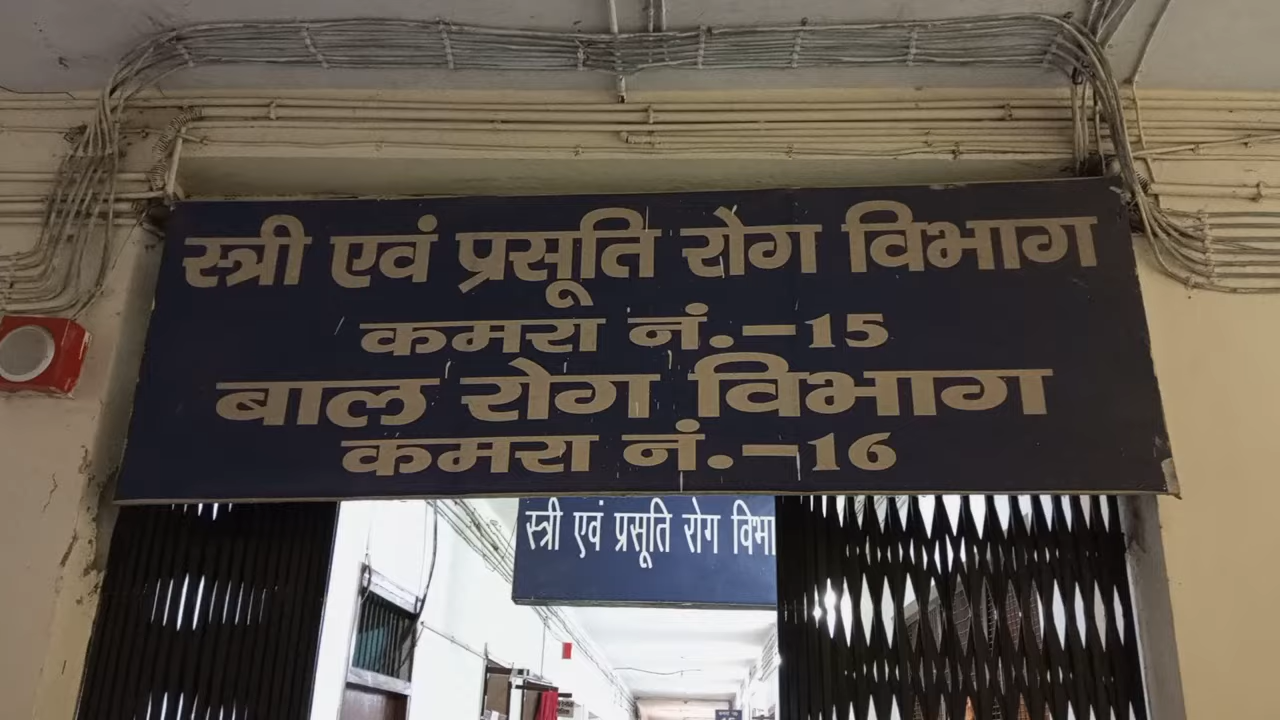 स्त्री एवं प्रसूति रोग विभाग
कमरा नं.–15
बाल रोग विभाग
कमरा नं.–16
स्त्री एवं प्रसूति रोग विभा